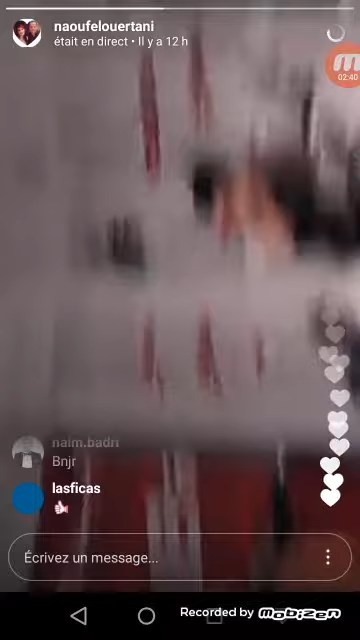 naoufelouertani
était en direct • Il y a 12 h
02:40
naim.badri
Bnjr
lasficas
Écrivez un message...
Recorded by mobizen